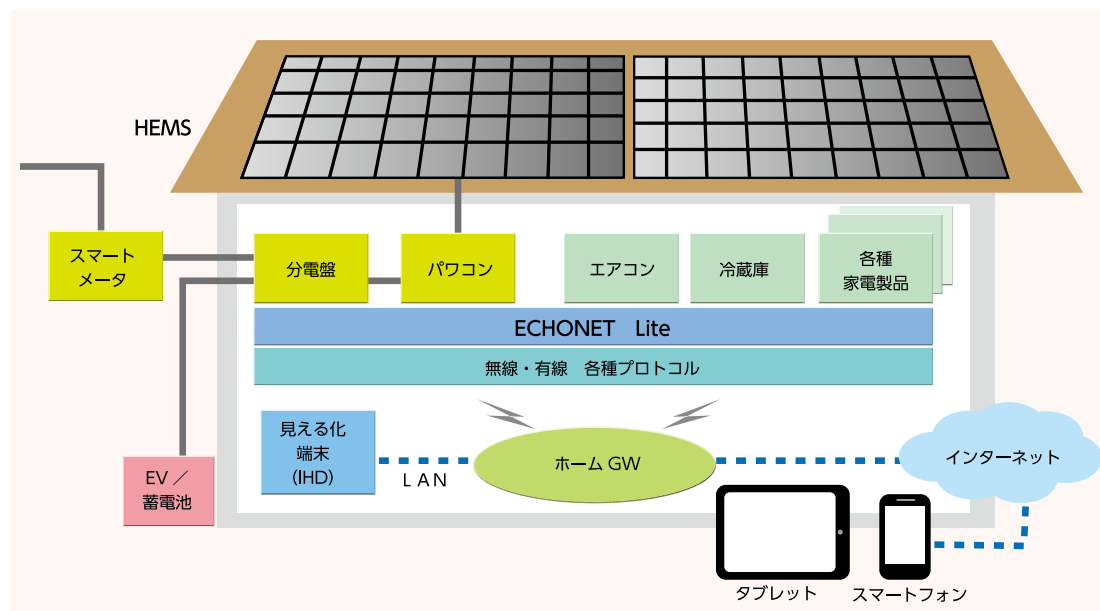 HEMS
スマート
メータ
分電盤
パワコン
エアコン
冷蔵庫
各種
家電製品
ECHONET Lite
無線・有線 各種プロトコル
見える化
端末
(IHD)
LAN
ホーム GW
インターネット
EV ／
蓄電池
タブレット
スマートフォン